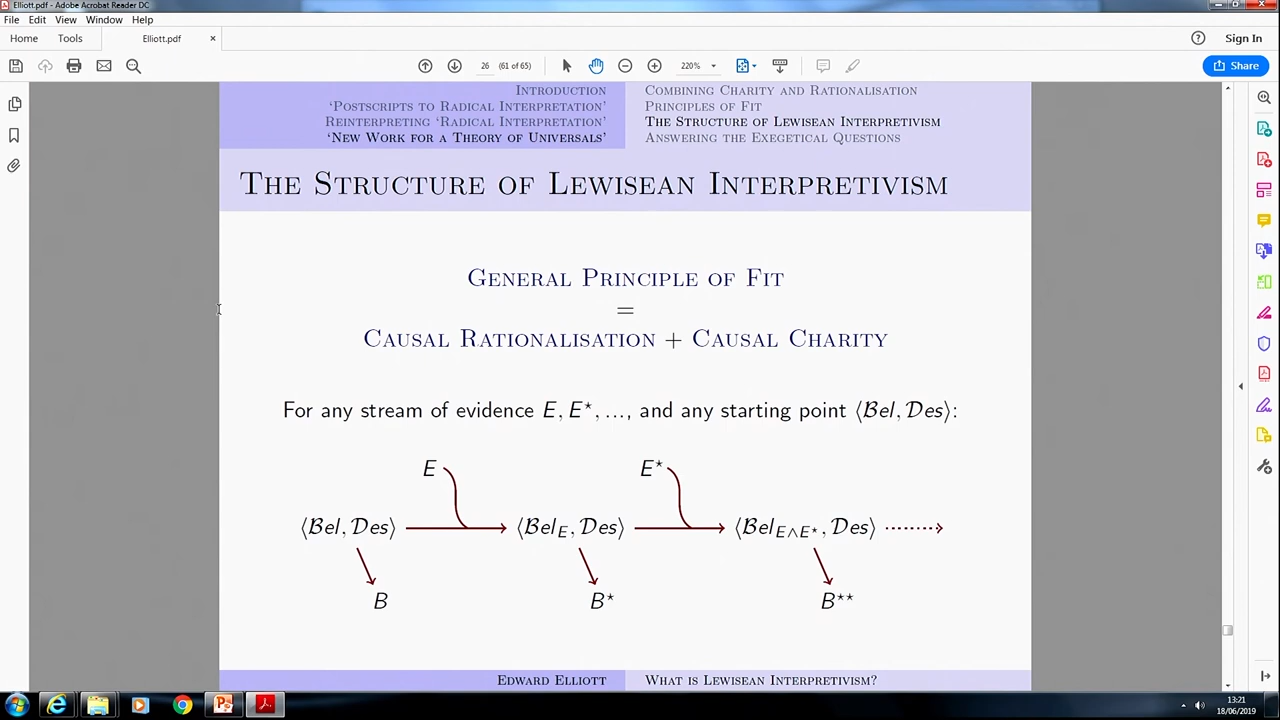 Elliott.pdf - Adobe Acrobat Reader DC
File Edit View Window Help
Home Tools Elliott.pdf × Sign In
26 (61 of 65) 220% Share
INTRODUCTION
‘POSTSCRIPTS TO RADICAL INTERPRETATION’
REINTERPRETING ‘RADICAL INTERPRETATION’
‘NEW WORK FOR A THEORY OF UNIVERSALS’
COMBINING CHARITY AND RATIONALISATION
PRINCIPLES OF FIT
THE STRUCTURE OF LEWISEAN INTERPRETIVISM
ANSWERING THE EXEGETICAL QUESTIONS
THE STRUCTURE OF LEWISEAN INTERPRETIVISM
GENERAL PRINCIPLE OF FIT
=
CAUSAL RATIONALISATION + CAUSAL CHARITY
For any stream of evidence E, E⋆, ..., and any starting point ⟨Bel, Des⟩:
E E⋆
⟨Bel, Des⟩ ⟨Bel_E, Des⟩ ⟨Bel_{E∧E⋆}, Des⟩
B B⋆ B⋆⋆
EDWARD ELLIOTT WHAT IS LEWISEAN INTERPRETIVISM?
13:21
18/06/2019